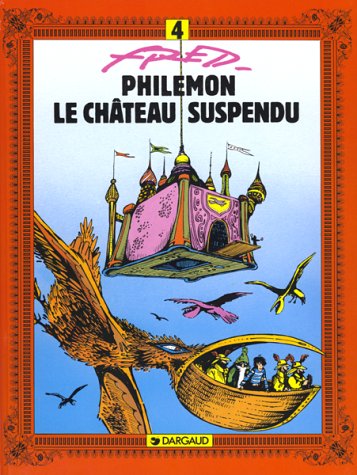 4
FRED
PHILEMON
LE CHÂTEAU SUSPENDU
DARGAUD